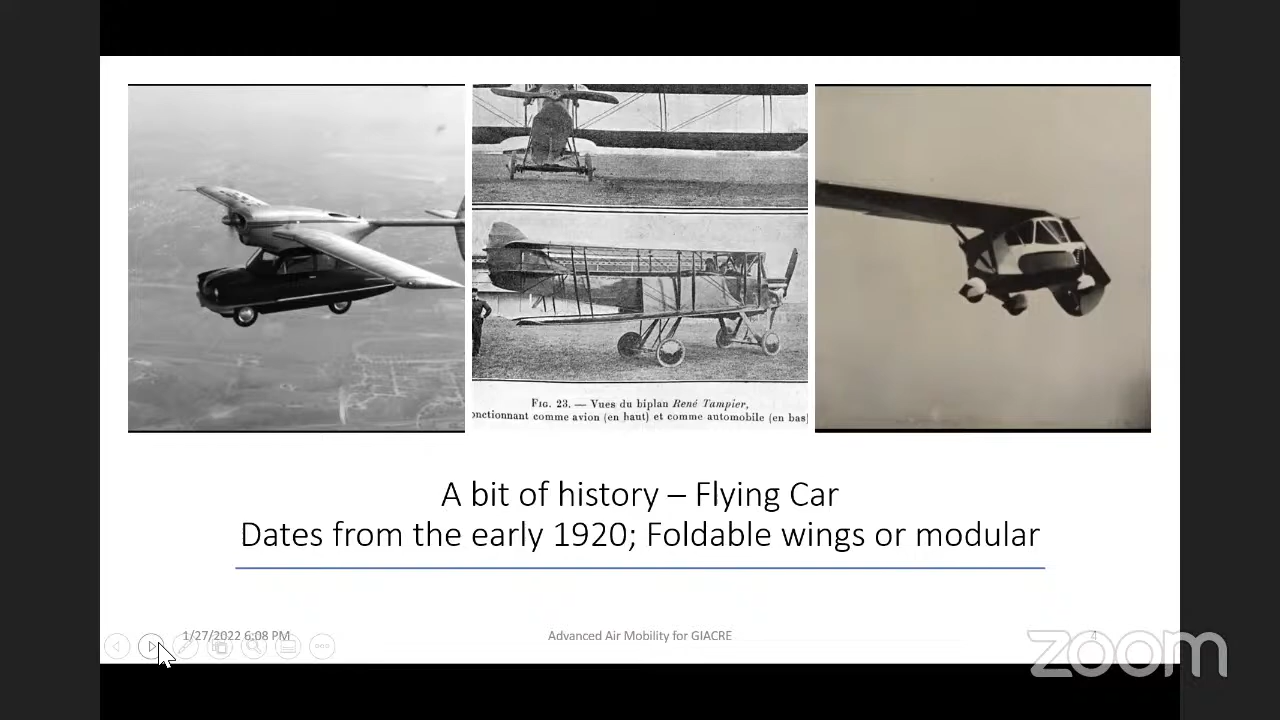 FIG. 23. — Vues du biplan René Tampier,
onctionnant comme avion (en haut) et comme automobile (en bas
A bit of history – Flying Car
Dates from the early 1920; Foldable wings or modular
1/27/2022 6:08 PM
Advanced Air Mobility for GIACRE
4
zoom